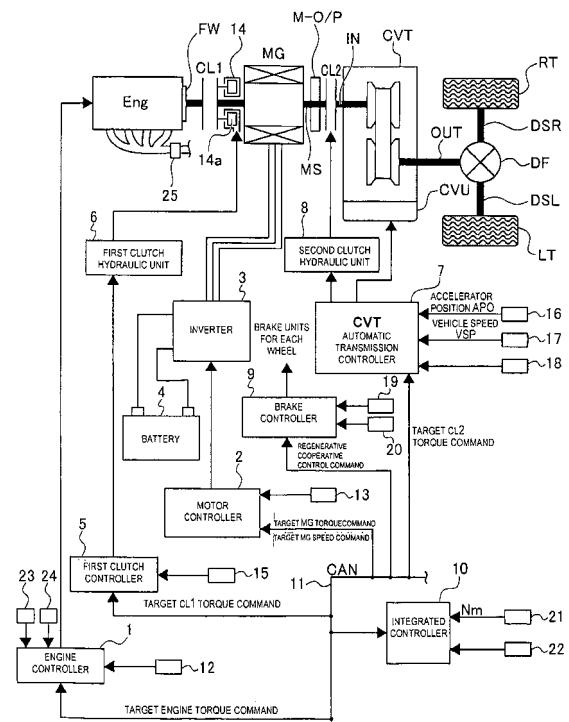 FW
14
M-O/P
CL1
MG
CL2
IN
CVT
RT
Eng
DSR
OUT
14a
MS
DF
25
CVU
DSL
LT
6
FIRST CLUTCH
HYDRAULIC UNIT
8
SECOND CLUTCH
HYDRAULIC UNIT
7
3
INVERTER
BRAKE UNITS
FOR EACH
WHEEL
CVT
AUTOMATIC
TRANSMISSION
CONTROLLER
ACCELERATOR
POSITION APO
16
VEHICLE SPEED
VSP
17
18
4
BATTERY
9
BRAKE
CONTROLLER
19
20
REGENERATIVE
COOPERATIVE
CONTROL COMMAND
TARGET CL2
TORQUE COMMAND
2
MOTOR
CONTROLLER
13
TARGET MG TORQUECOMMAND
TARGET MG SPEED COMMAND
5
FIRST CLUTCH
CONTROLLER
15
11
CAN
10
23
24
TARGET CL1 TORQUE COMMAND
INTEGRATED
CONTROLLER
Nm
21
22
1
ENGINE
CONTROLLER
12
TARGET ENGINE TORQUE COMMAND